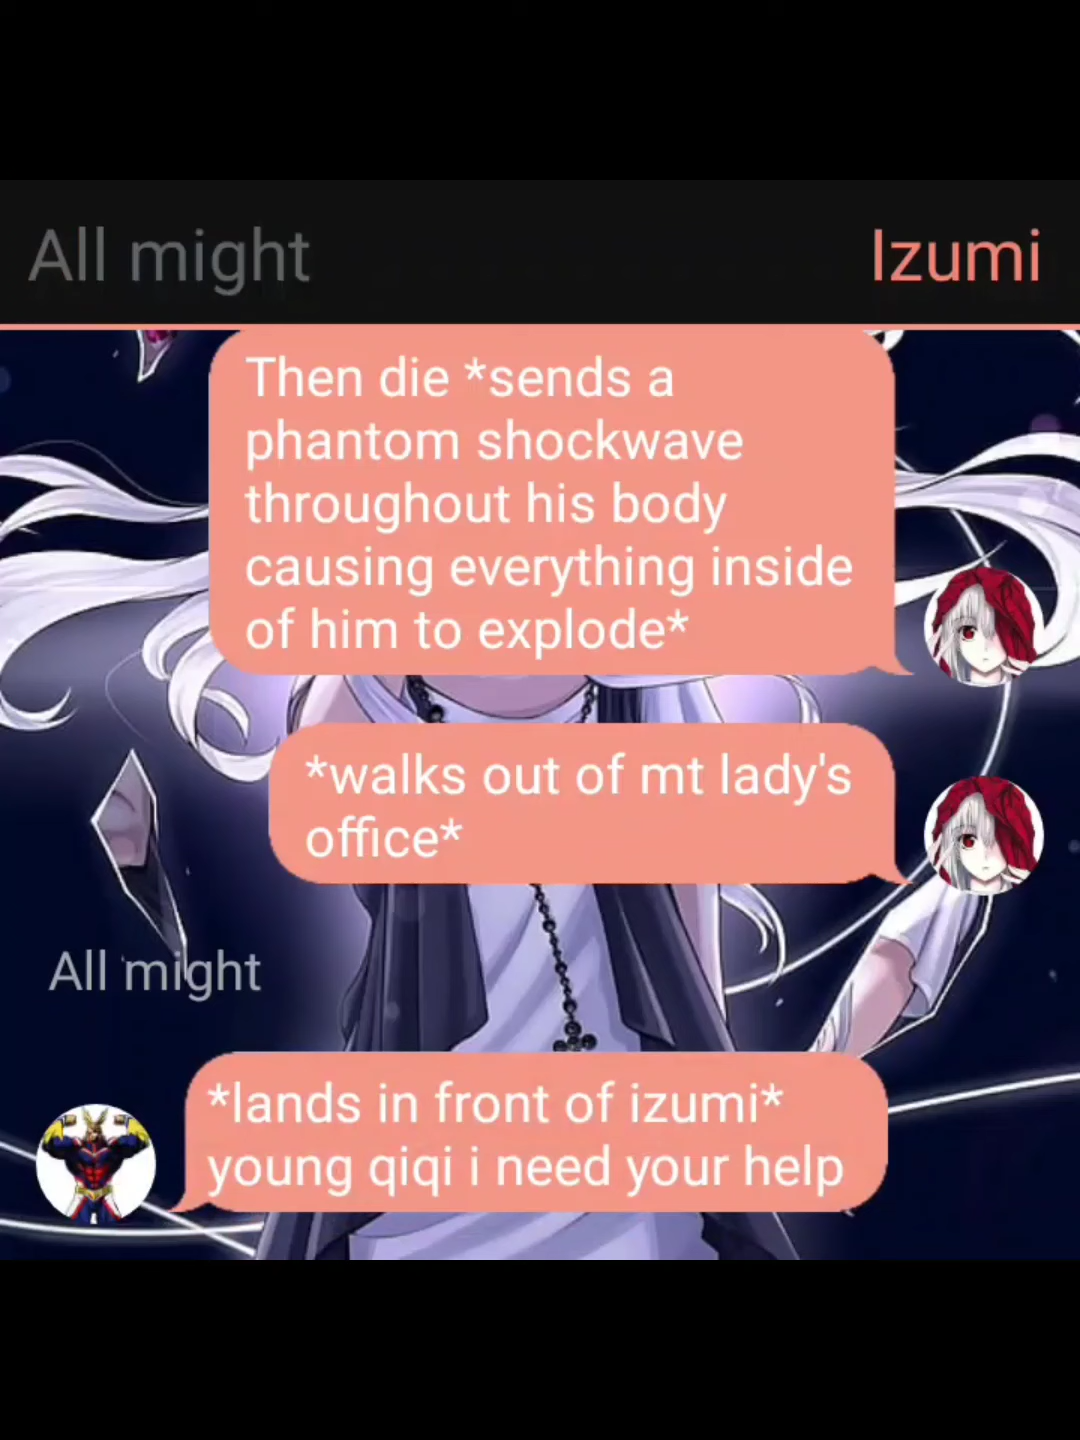 All might
Izumi
Then die *sends a
phantom shockwave
throughout his body
causing everything inside
of him to explode*
*walks out of mt lady's
office*
All might
*lands in front of izumi*
young qiqi i need your help